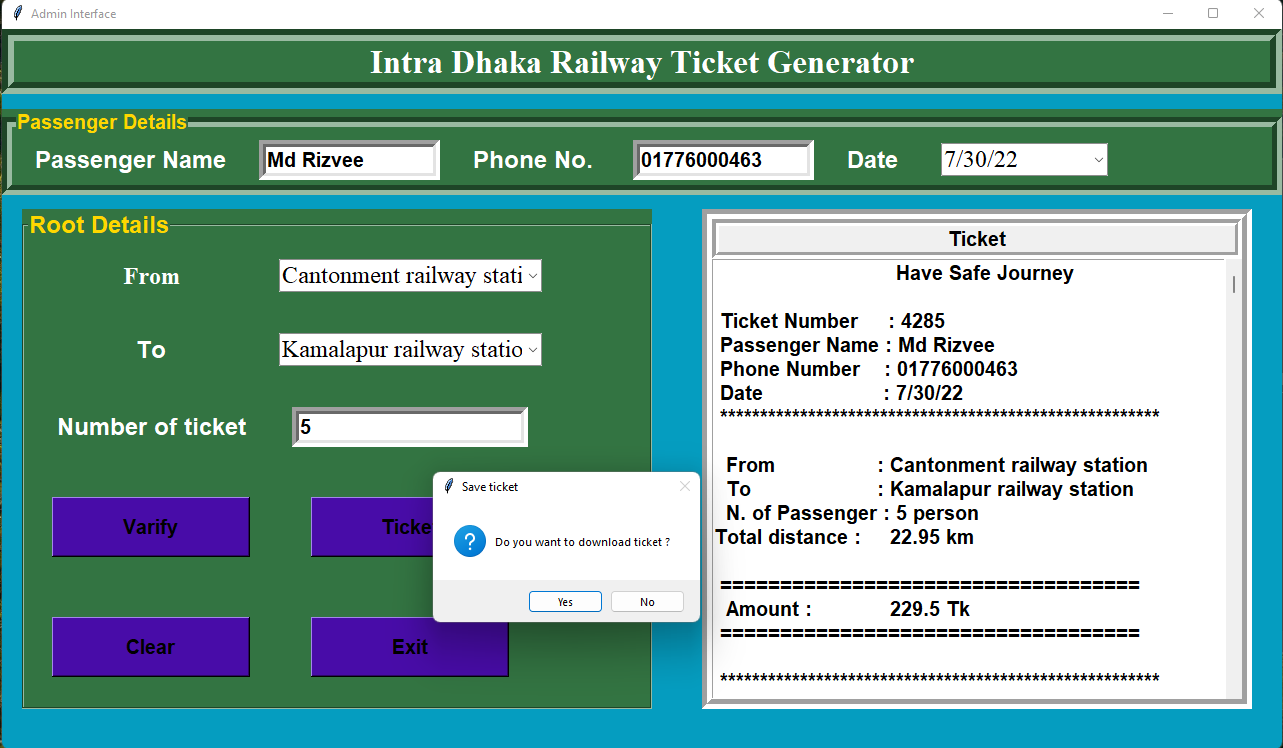 Admin Interface
Intra Dhaka Railway Ticket Generator
Passenger Details
Passenger Name Md Rizvee Phone No. 01776000463 Date 7/30/22
Root Details
From Cantonment railway stati
To Kamalapur railway statio
Number of ticket 5
Varify Ticke
Clear Exit
Save ticket
Do you want to download ticket ?
Yes No
Ticket
Have Safe Journey
Ticket Number : 4285
Passenger Name : Md Rizvee
Phone Number : 01776000463
Date : 7/30/22
*******************************************************
From : Cantonment railway station
To : Kamalapur railway station
N. of Passenger : 5 person
Total distance : 22.95 km
===================================
Amount : 229.5 Tk
===================================
*******************************************************